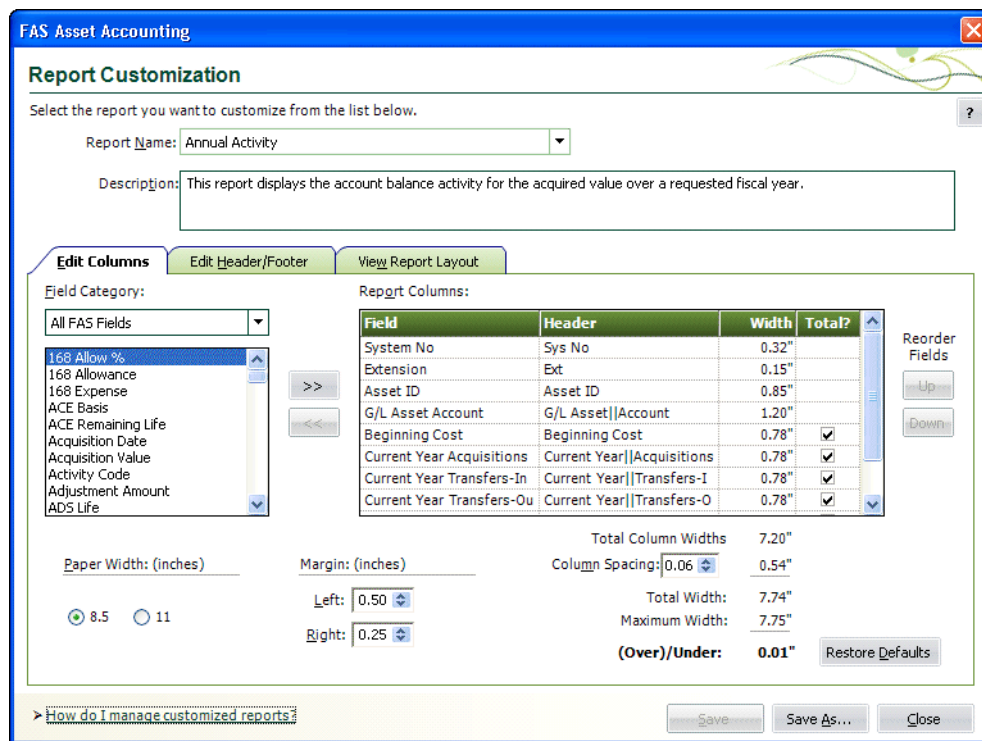 FAS Asset Accounting
Report Customization
Select the report you want to customize from the list below.
?
Report Name: Annual Activity
Description: This report displays the account balance activity for the acquired value over a requested fiscal year.
Edit Columns Edit Header/Footer View Report Layout
Field Category: Report Columns:
All FAS Fields
168 Allow %
168 Allowance
168 Expense
ACE Basis
ACE Remaining Life
Acquisition Date
Acquisition Value
Activity Code
Adjustment Amount
ADS Life
>>
<<
Field Header Width Total?
System No Sys No 0.32"
Extension Ext 0.15"
Asset ID Asset ID 0.85"
G/L Asset Account G/L Asset||Account 1.20"
Beginning Cost Beginning Cost 0.78"
Current Year Acquisitions Current Year||Acquisitions 0.78"
Current Year Transfers-In Current Year||Transfers-I 0.78"
Current Year Transfers-Ou Current Year||Transfers-O 0.78"
Reorder
Fields
Up
Down
Paper Width: (inches)
8.5 11
Margin: (inches)
Left: 0.50
Right: 0.25
Total Column Widths 7.20"
Column Spacing: 0.06 0.54"
Total Width: 7.74"
Maximum Width: 7.75"
(Over)/Under: 0.01"
Restore Defaults
How do I manage customized reports?
Save Save As... Close